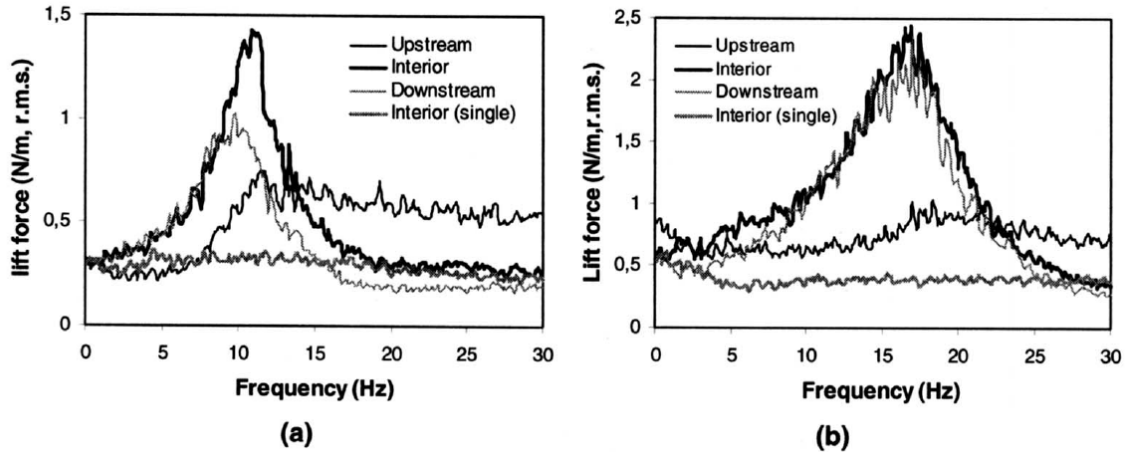 1,5
1
0,5
0
lift force (N/m, r.m.s.)
Upstream
Interior
Downstream
Interior (single)
0 5 10 15 20 25 30
Frequency (Hz)
(a)
2,5
2
1,5
1
0,5
0
Lift force (N/m,r.m.s.)
Upstream
Interior
Downstream
Interior (single)
0 5 10 15 20 25 30
Frequency (Hz)
(b)